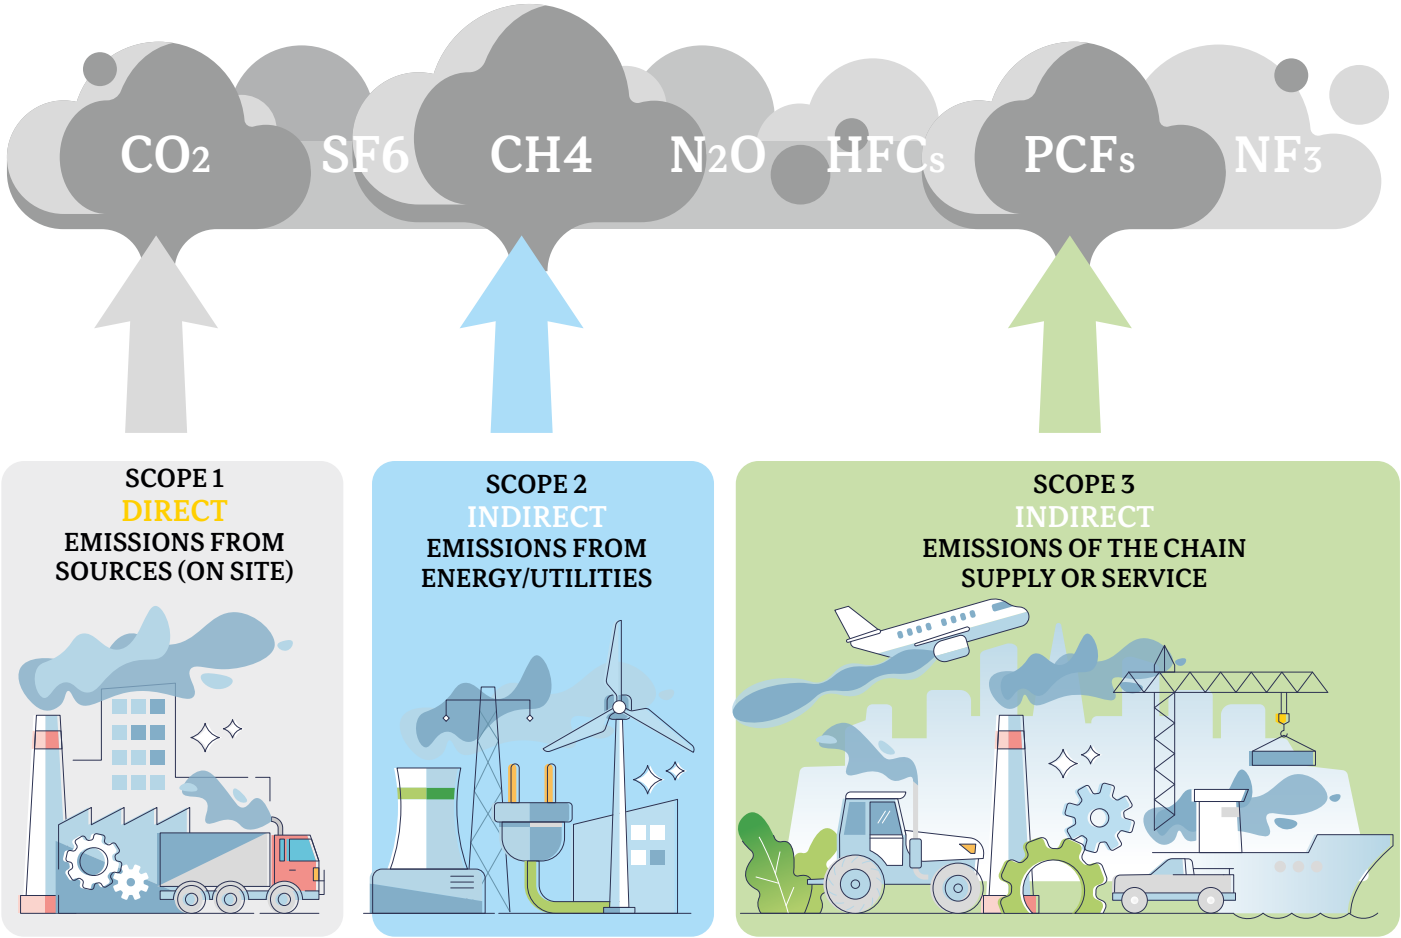 CO2 SF6 CH4 N2O HFCs PCFs NF3
SCOPE 1
DIRECT
EMISSIONS FROM
SOURCES (ON SITE)
SCOPE 2
INDIRECT
EMISSIONS FROM
ENERGY/UTILITIES
SCOPE 3
INDIRECT
EMISSIONS OF THE CHAIN
SUPPLY OR SERVICE